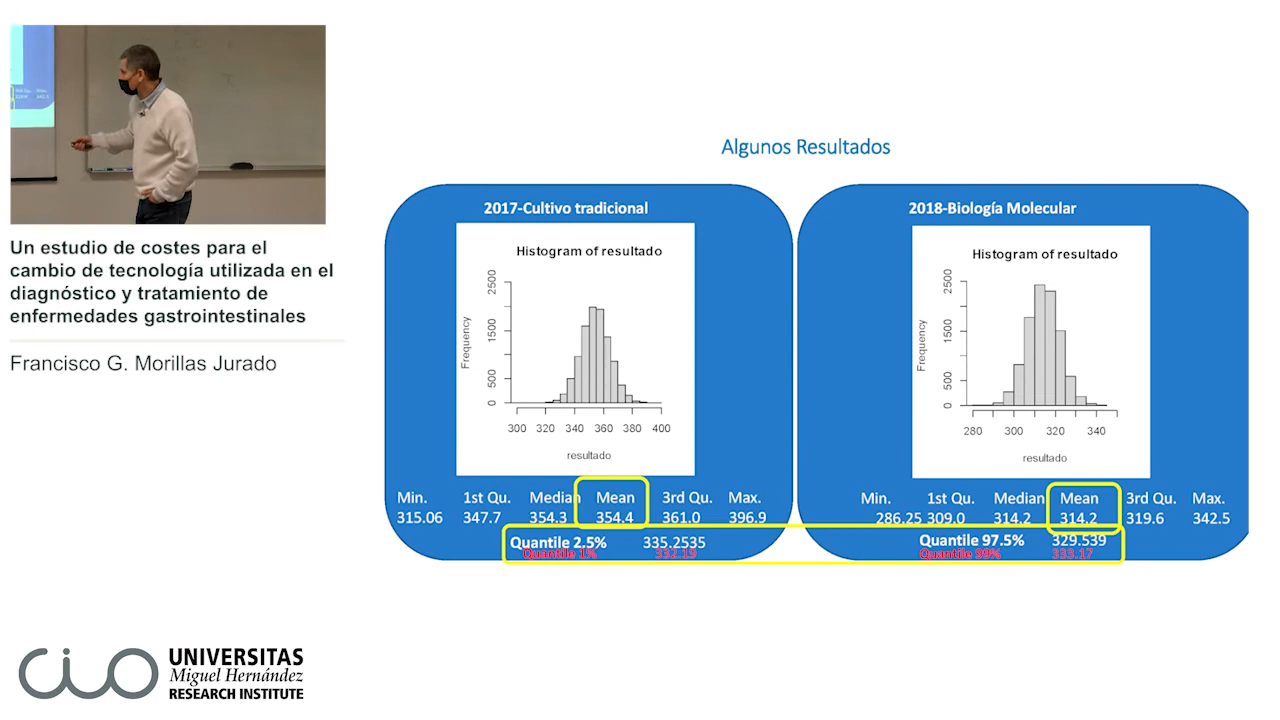 Un estudio de costes para el
cambio de tecnología utilizada en el
diagnóstico y tratamiento de
enfermedades gastrointestinales
Francisco G. Morillas Jurado
CIO
UNIVERSITAS
Miguel Hernández
RESEARCH INSTITUTE
Algunos Resultados
2017-Cultivo tradicional
Histogram of resultado
Frequency
0 500 1500 2500
300 320 340 360 380 400
resultado
Min. 1st Qu. Median Mean 3rd Qu. Max.
315.06 347.7 354.3 354.4 361.0 396.9
Quantile 2.5% 335.2535
Quantile 1% 332.19
2018-Biología Molecular
Histogram of resultado
Frequency
0 500 1500 2500
280 300 320 340
resultado
Min. 1st Qu. Median Mean 3rd Qu. Max.
286.25 309.0 314.2 314.2 319.6 342.5
Quantile 97.5% 329.539
Quantile 99% 333.17